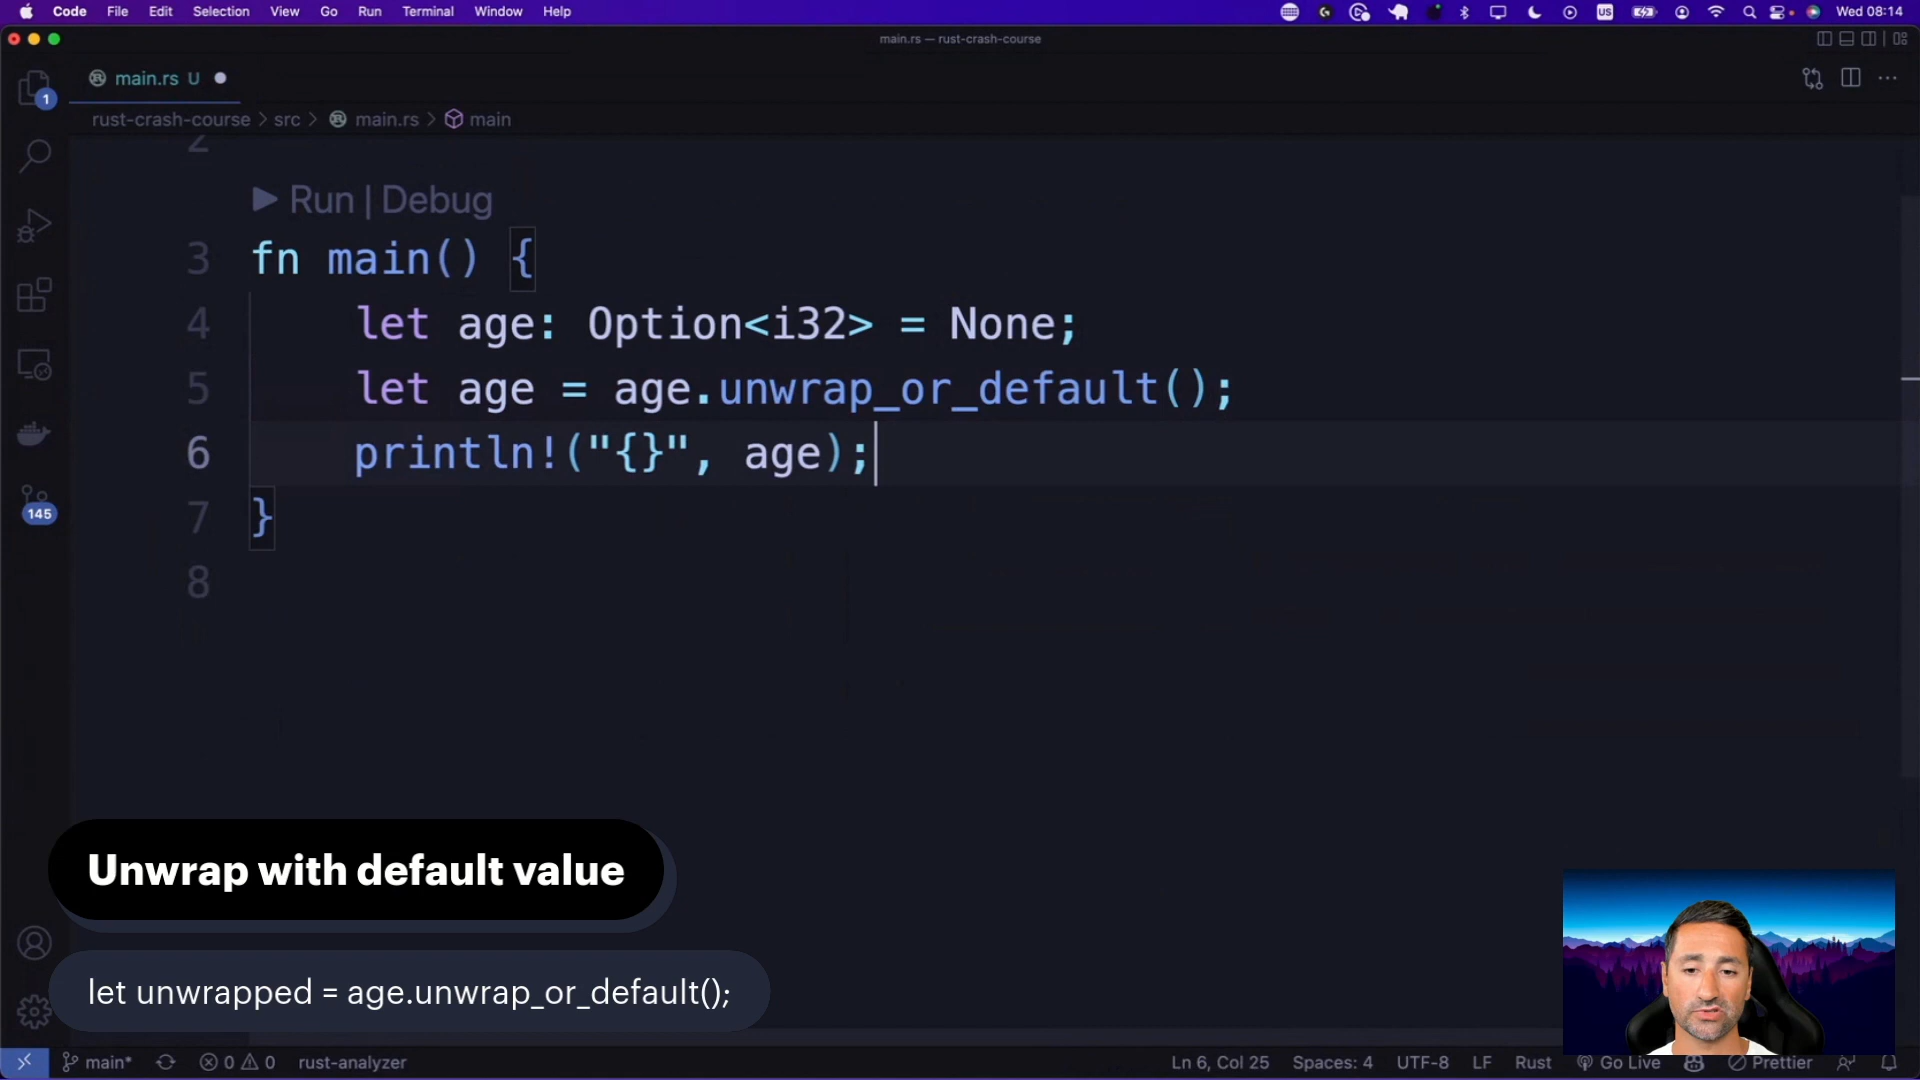 Code File Edit Selection View Go Run Terminal Window Help US Wed 08:14
main.rs — rust-crash-course
main.rs U
1
rust-crash-course > src > main.rs > main
2
Run | Debug
3 fn main() {
4 let age: Option<i32> = None;
5 let age = age.unwrap_or_default();
6 println!("{}", age);
7 }
8
145
Unwrap with default value
let unwrapped = age.unwrap_or_default();
main* 0 0 rust-analyzer Ln 6, Col 25 Spaces: 4 UTF-8 LF Rust Go Live Prettier